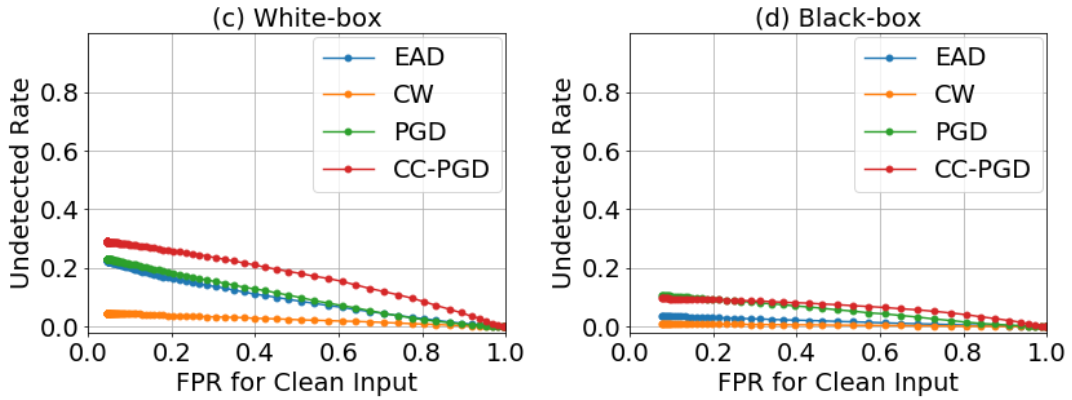 (c) White-box
Undetected Rate
0.8
0.6
0.4
0.2
0.0
EAD
CW
PGD
CC-PGD
0.0 0.2 0.4 0.6 0.8 1.0
FPR for Clean Input
(d) Black-box
Undetected Rate
0.8
0.6
0.4
0.2
0.0
EAD
CW
PGD
CC-PGD
0.0 0.2 0.4 0.6 0.8 1.0
FPR for Clean Input